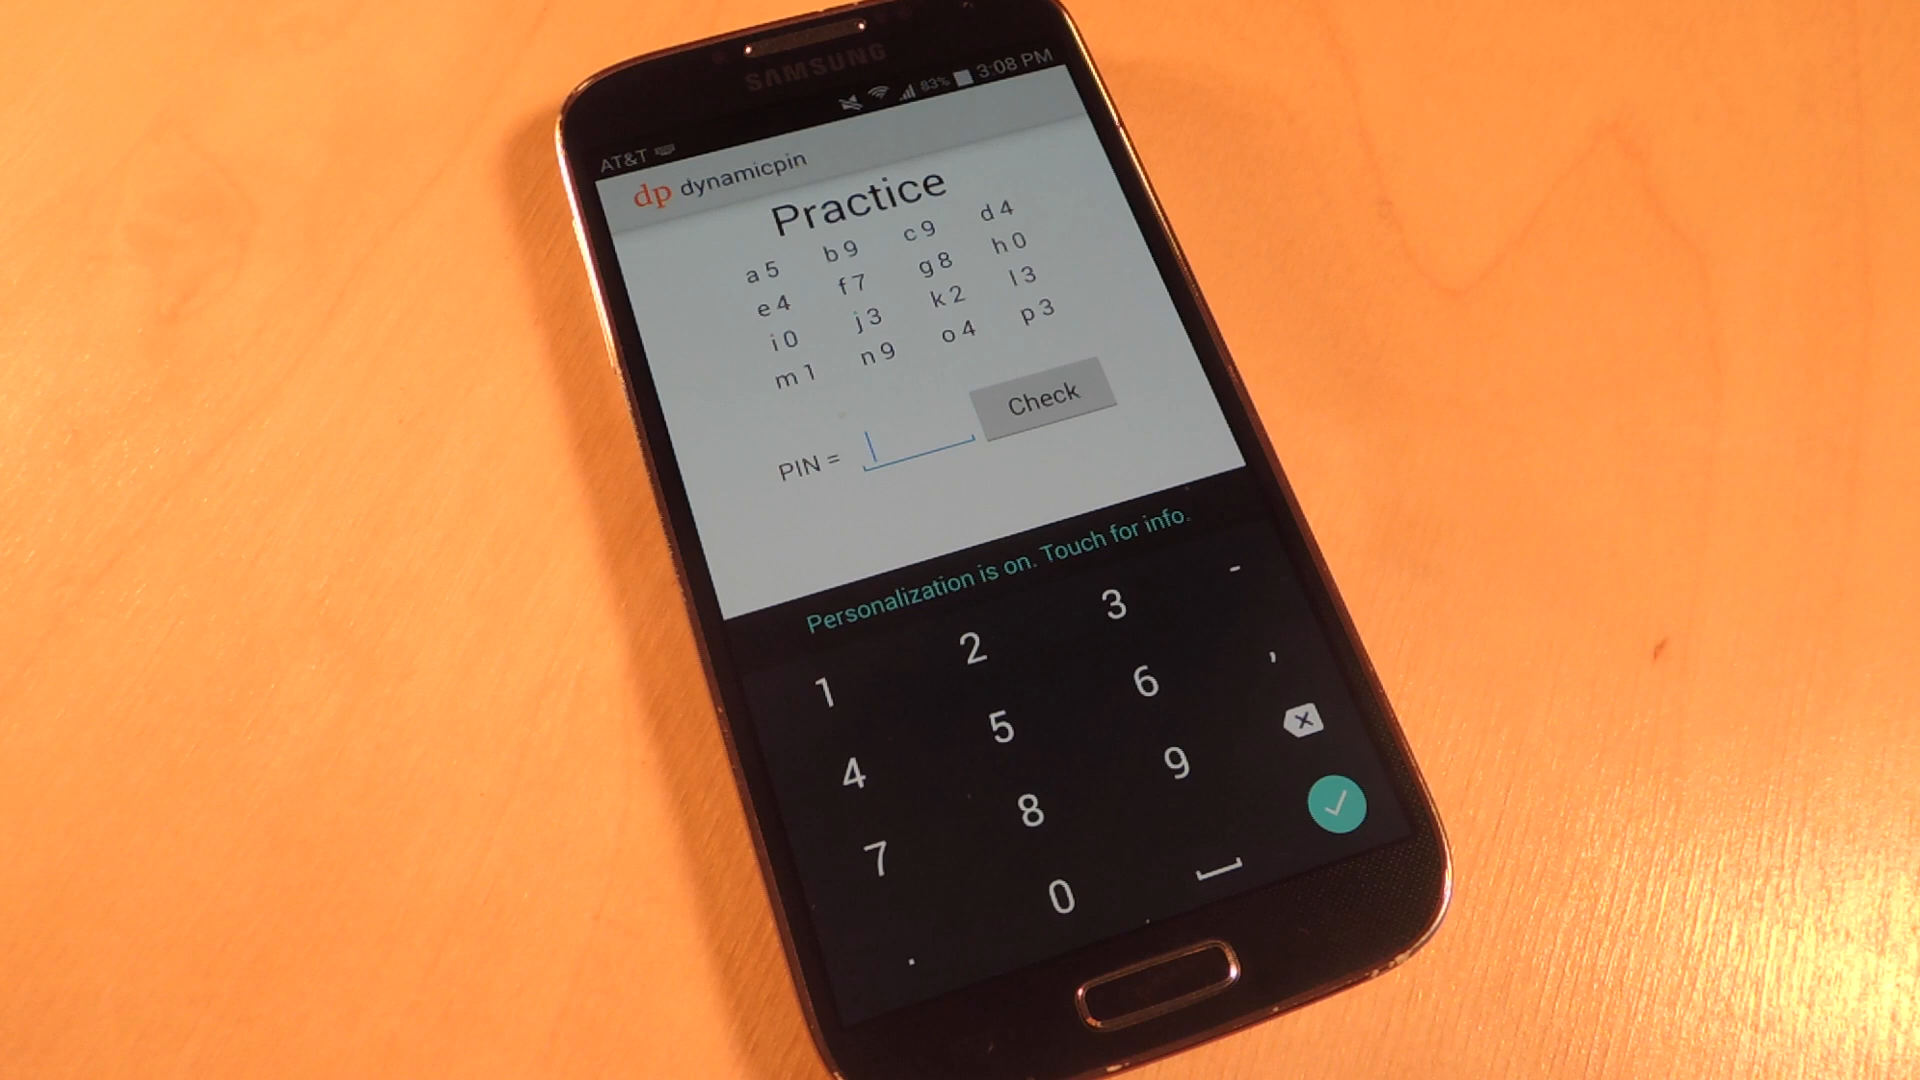 SAMSUNG
AT&T 83% 3:08 PM
dp dynamicpin
Practice
a 5 b 9 c 9 d 4
e 4 f 7 g 8 h 0
i 0 j 3 k 2 l 3
m 1 n 9 o 4 p 3
PIN = Check
Personalization is on. Touch for info.
1 2 3 -
4 5 6 ,
7 8 9
. 0